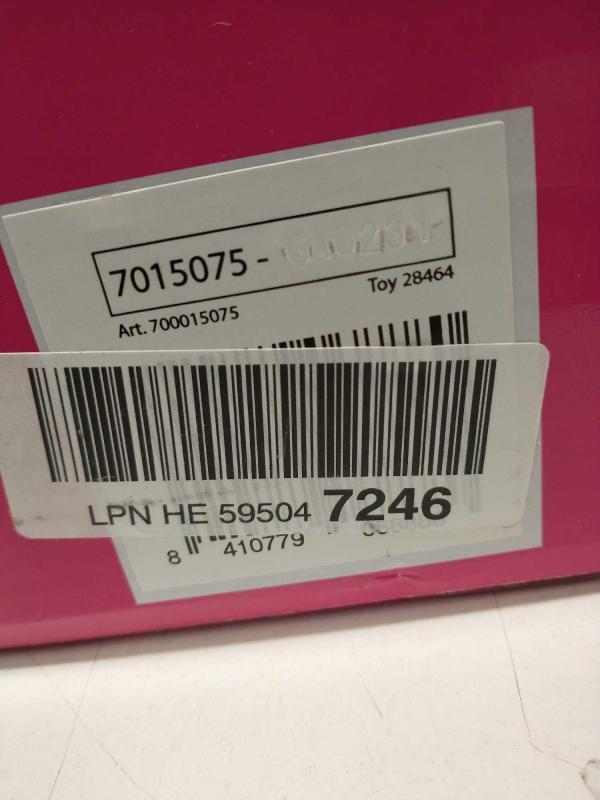 7015075 -
Toy 28464
Art. 700015075
LPN HE 59504 7246
8 410779